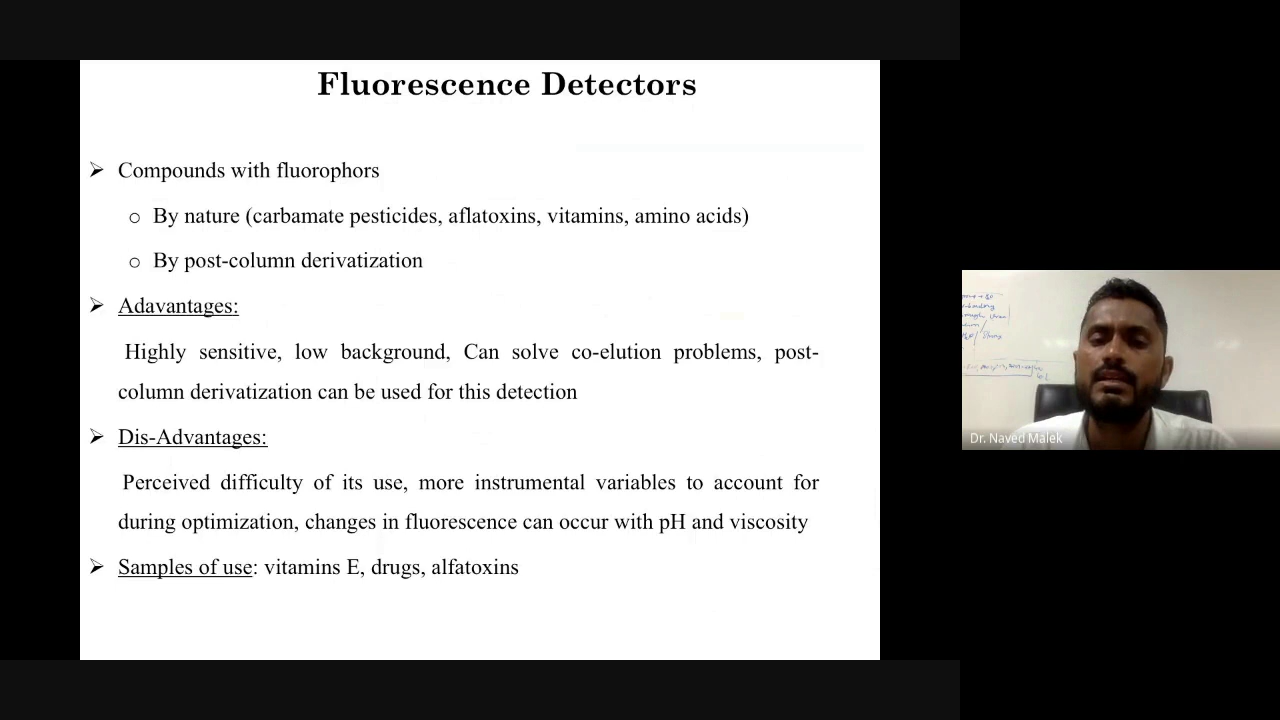 Fluorescence Detectors
➢ Compounds with fluorophors
o By nature (carbamate pesticides, aflatoxins, vitamins, amino acids)
o By post-column derivatization
➢ Adavantages:
Highly sensitive, low background, Can solve co-elution problems, post-
column derivatization can be used for this detection
➢ Dis-Advantages:
Perceived difficulty of its use, more instrumental variables to account for
during optimization, changes in fluorescence can occur with pH and viscosity
➢ Samples of use: vitamins E, drugs, alfatoxins
Dr. Naved Malek